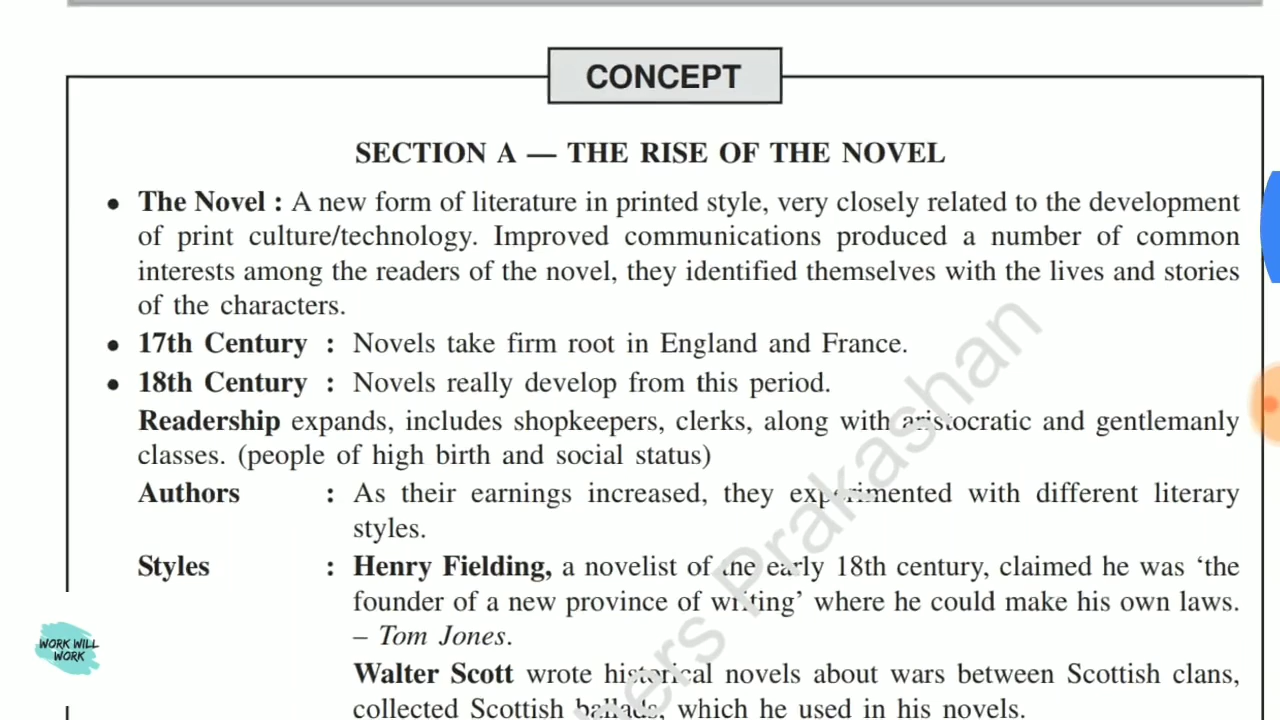 CONCEPT
SECTION A — THE RISE OF THE NOVEL
• The Novel : A new form of literature in printed style, very closely related to the development
of print culture/technology. Improved communications produced a number of common
interests among the readers of the novel, they identified themselves with the lives and stories
of the characters.
• 17th Century : Novels take firm root in England and France.
• 18th Century : Novels really develop from this period.
Readership expands, includes shopkeepers, clerks, along with aristocratic and gentlemanly
classes. (people of high birth and social status)
Authors : As their earnings increased, they experimented with different literary
styles.
Styles : Henry Fielding, a novelist of the early 18th century, claimed he was ‘the
founder of a new province of writing’ where he could make his own laws.
– Tom Jones.
Walter Scott wrote historical novels about wars between Scottish clans,
collected Scottish ballads, which he used in his novels.
WORK WILL
WORK
Prakashan